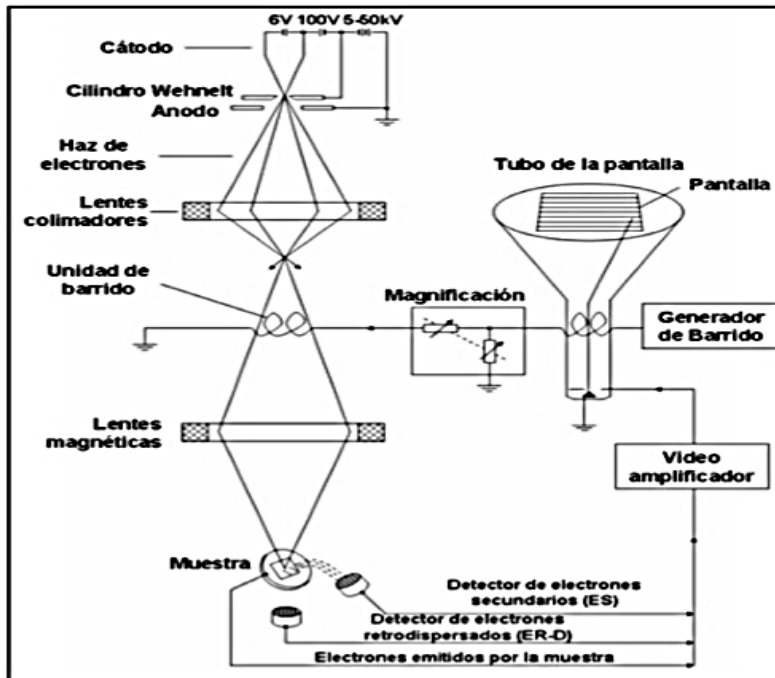 6V 100V 5-50kV
Cátodo
Cilindro Wehnelt
Anodo
Haz de
electrones
Lentes
colimadores
Unidad de
barrido
Lentes
magnéticas
Muestra
Tubo de la pantalla
Pantalla
Magnificación
Generador
de Barrido
Video
amplificador
Detector de electrones
secundarios (ES)
Detector de electrones
retrodispersados (ER-D)
Electrones emitidos por la muestra